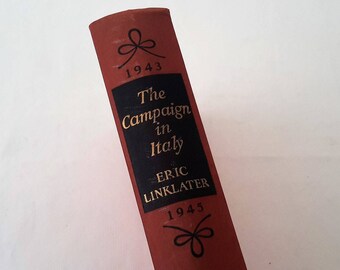 1943
The
Campaign
in
Italy
ERIC
LINKLATER
1945